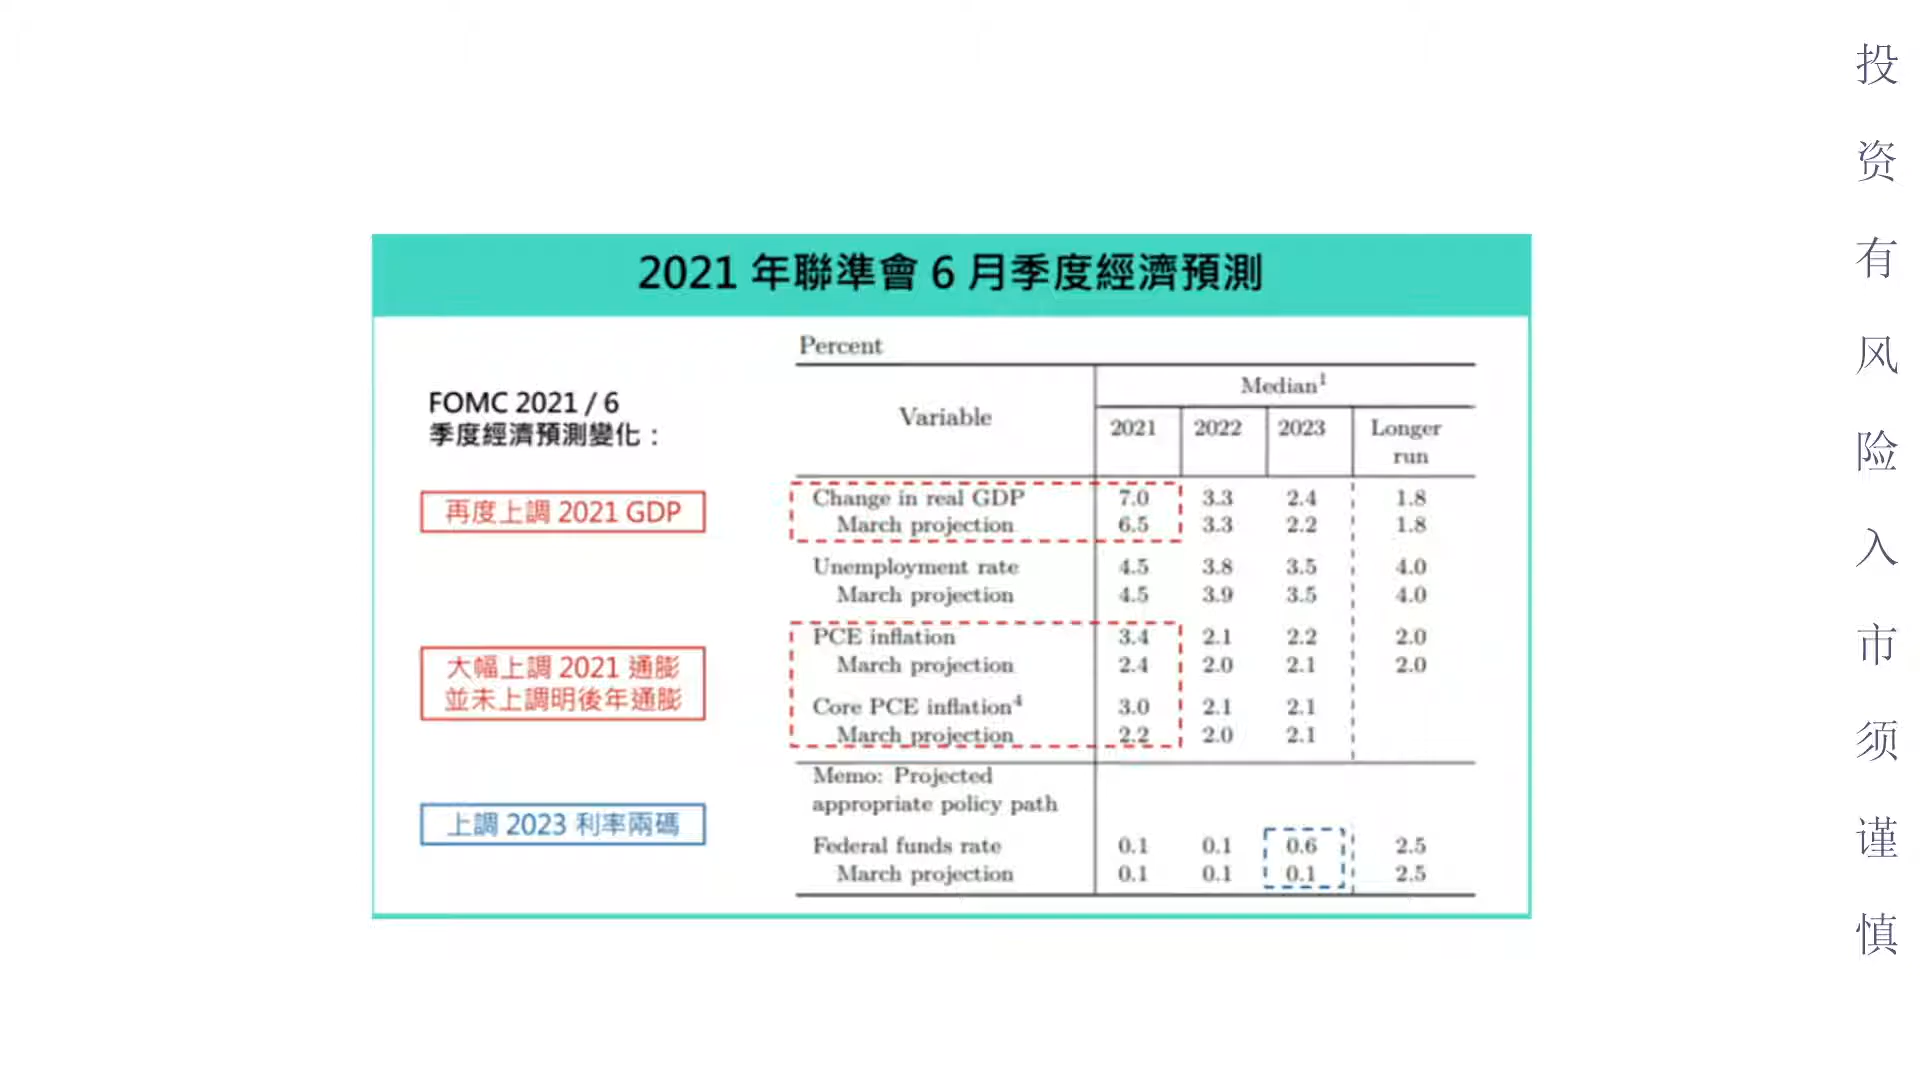 2021 年聯準會 6 月季度經濟預測
FOMC 2021 / 6
季度經濟預測變化：
再度上調 2021 GDP
大幅上調 2021 通膨
並未上調明後年通膨
上調 2023 利率兩碼
Percent
Variable
Median¹
2021 2022 2023 Longer run
Change in real GDP 7.0 3.3 2.4 1.8
March projection 6.5 3.3 2.2 1.8
Unemployment rate 4.5 3.8 3.5 4.0
March projection 4.5 3.9 3.5 4.0
PCE inflation 3.4 2.1 2.2 2.0
March projection 2.4 2.0 2.1 2.0
Core PCE inflation⁴ 3.0 2.1 2.1
March projection 2.2 2.0 2.1
Memo: Projected
appropriate policy path
Federal funds rate 0.1 0.1 0.6 2.5
March projection 0.1 0.1 0.1 2.5
投资有风险入市须谨慎